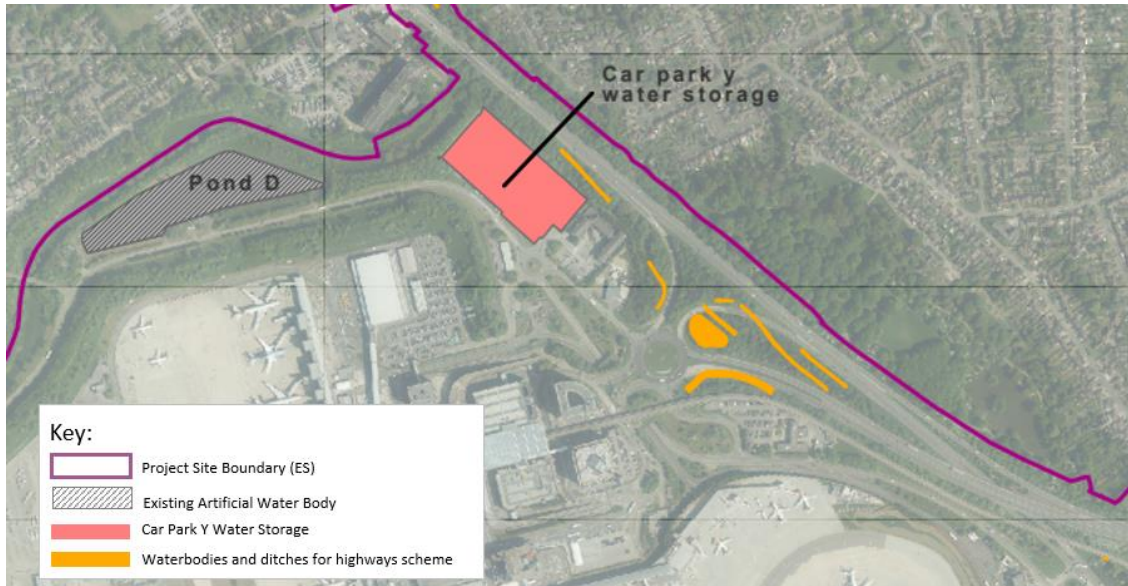 Car park y
water storage
Pond D
Key:
Project Site Boundary (ES)
Existing Artificial Water Body
Car Park Y Water Storage
Waterbodies and ditches for highways scheme